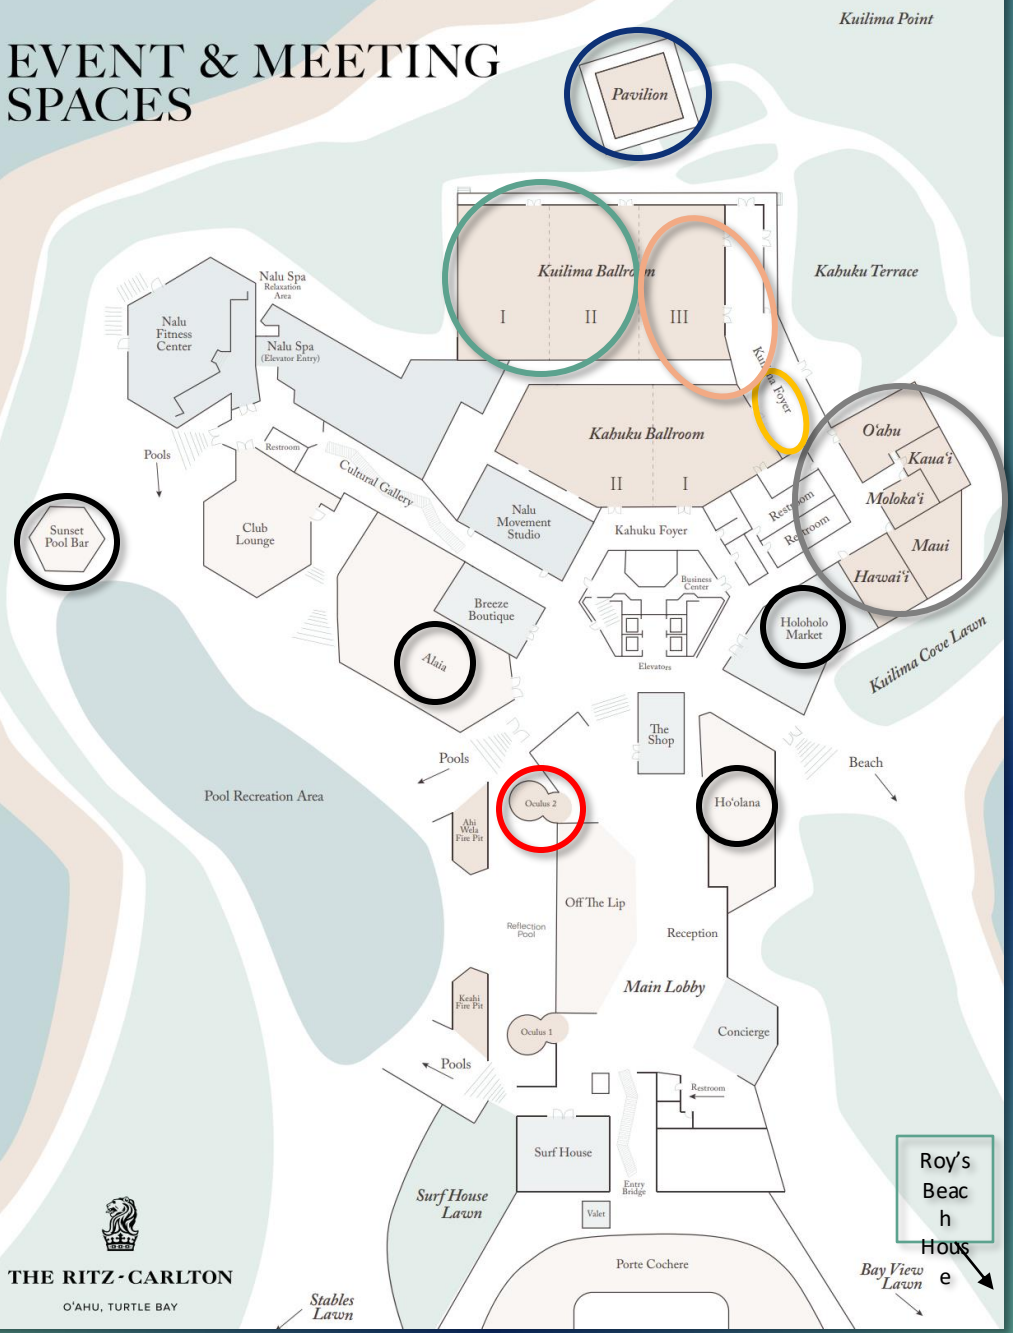 Kuilima Point
EVENT & MEETING
SPACES
Pavilion
Kuilima Ballroom
I
II
III
Kahuku Terrace
Nalu Spa
Relaxation
Area
Nalu
Fitness
Center
Nalu Spa
(Elevator Entry)
Kuilima Foyer
Kahuku Ballroom
II
I
O'ahu
Kaua'i
Moloka'i
Maui
Hawai'i
Restroom
Restroom
Pools
Restroom
Cultural Gallery
Sunset
Pool Bar
Club
Lounge
Nalu
Movement
Studio
Kahuku Foyer
Business
Center
Breeze
Boutique
Elevators
Holoholo
Market
Kuilima Cove Lawn
Alaia
The
Shop
Pools
Beach
Pool Recreation Area
Oculus 2
Ho'olana
Ahi
Wela
Fire Pit
Off The Lip
Reflection
Pool
Reception
Main Lobby
Keahi
Fire Pit
Oculus 1
Concierge
Pools
Restroom
Surf House
Entry
Bridge
Surf House
Lawn
Valet
Roy's
Beac
h
Hous
e
Porte Cochere
Bay View
Lawn
Stables
Lawn
THE RITZ-CARLTON
O'AHU, TURTLE BAY